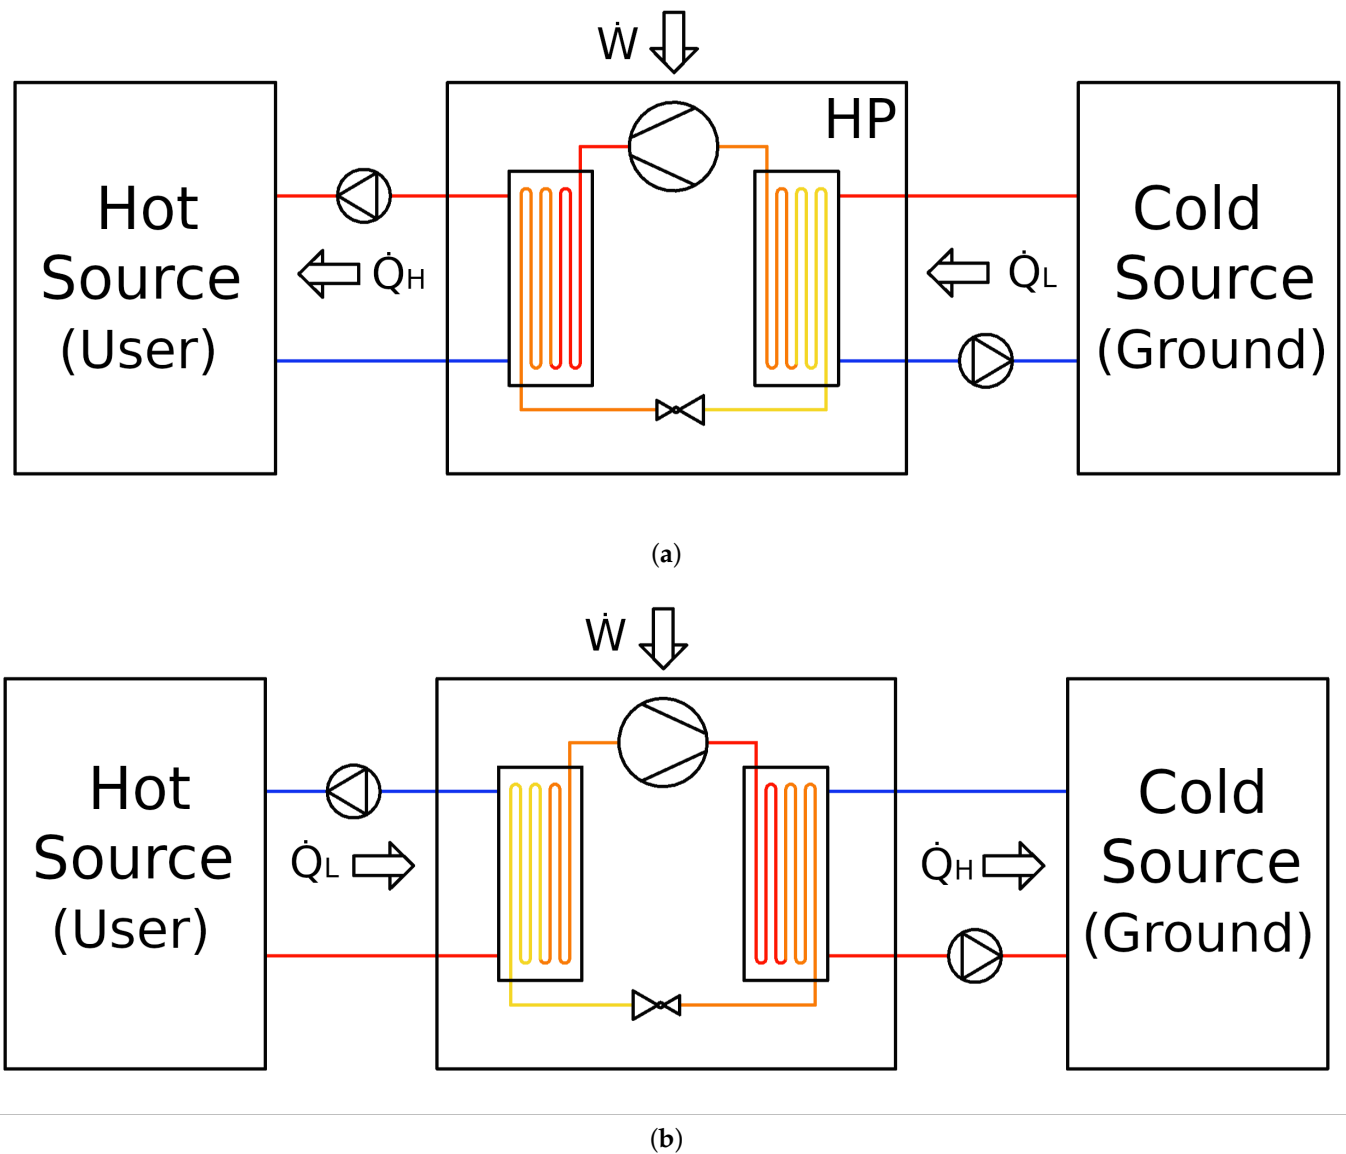 Ẇ
HP
Hot
Source
(User)
Q̇H
Q̇L
Cold
Source
(Ground)
(a)
Ẇ
Hot
Source
(User)
Q̇L
Q̇H
Cold
Source
(Ground)
(b)